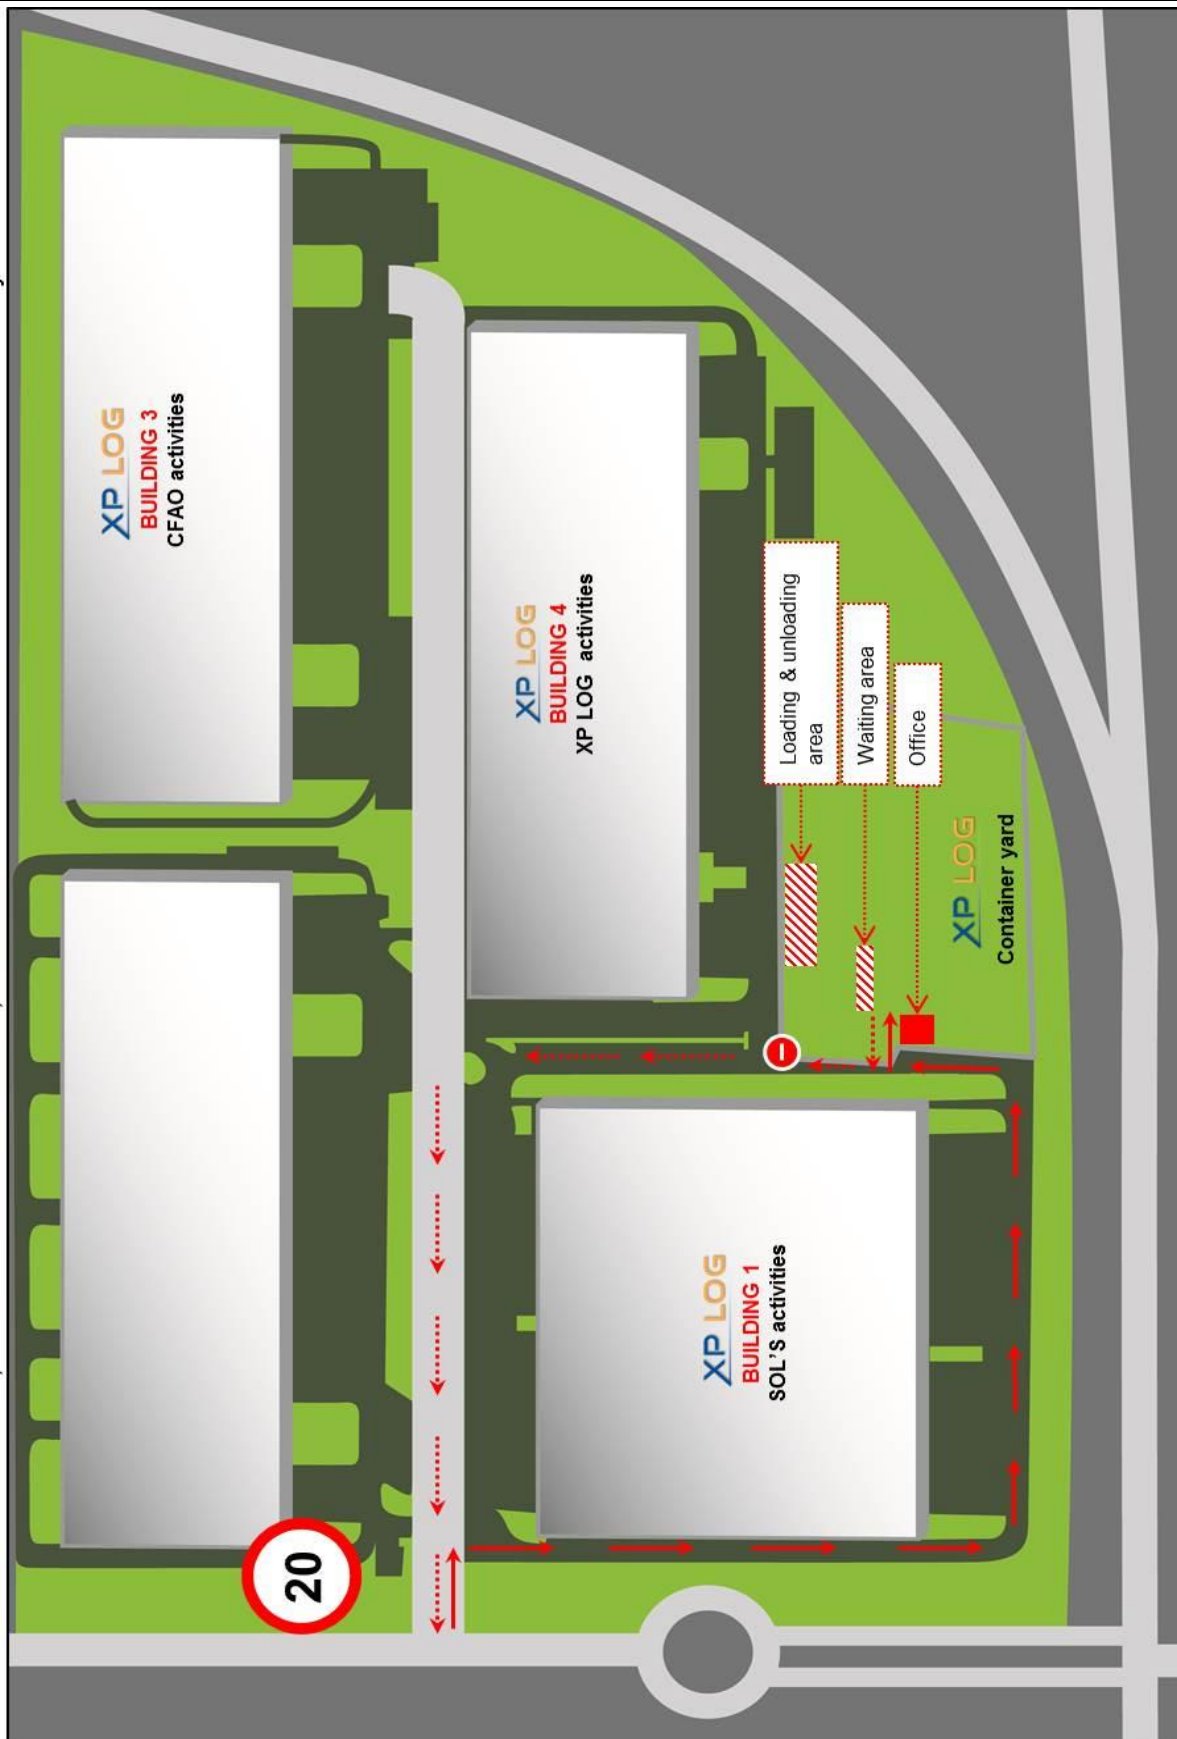 XP LOG
BUILDING 3
CFAO activities
XP LOG
BUILDING 4
XP LOG activities
Loading & unloading
area
Waiting area
Office
XP LOG
Container yard
XP LOG
BUILDING 1
SOL'S activities
20